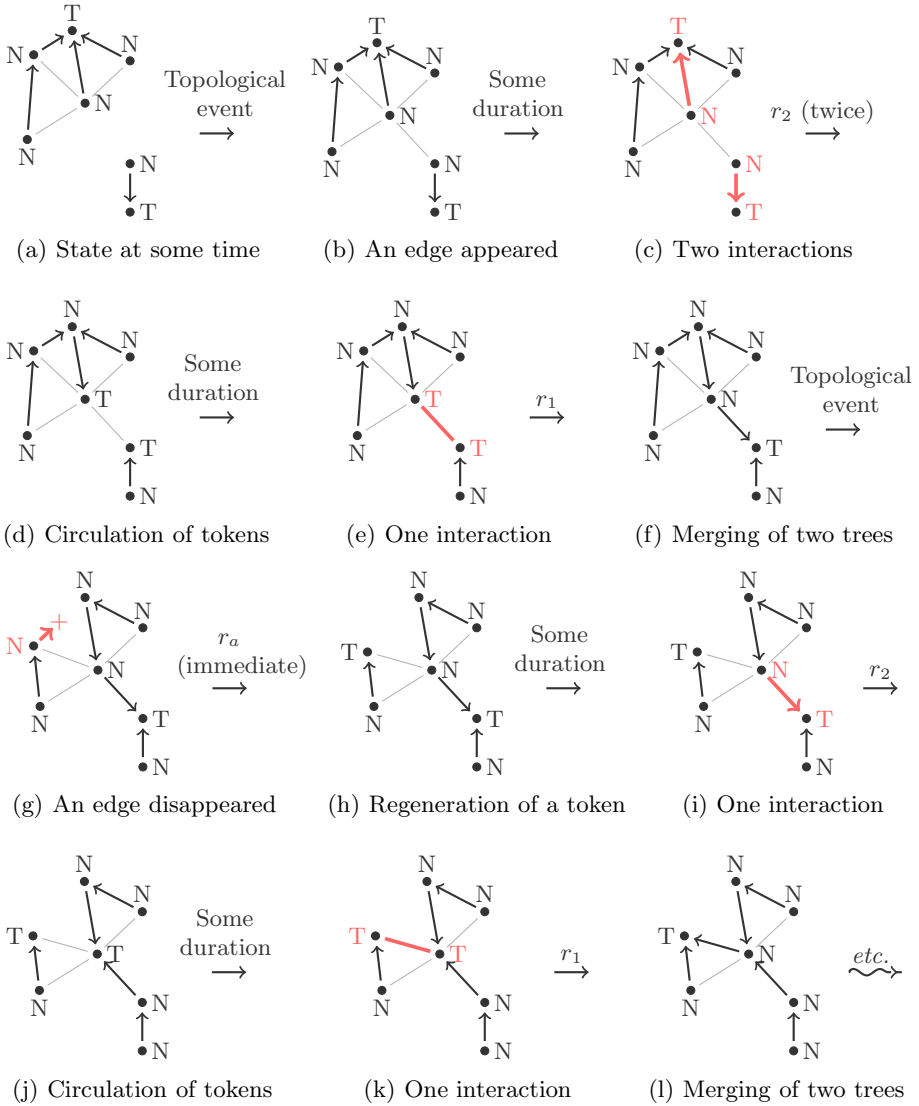 T
N
N
N
N
N
T
Topological
event
T
N
N
N
N
N
T
Some
duration
T
N
N
N
N
N
T
r₂ (twice)
(a) State at some time
(b) An edge appeared
(c) Two interactions
N
N
N
T
N
T
N
Some
duration
N
N
N
T
N
T
N
r₁
N
N
N
N
N
T
N
Topological
event
(d) Circulation of tokens
(e) One interaction
(f) Merging of two trees
N
N
+
N
N
N
T
N
rₐ
(immediate)
N
N
T
N
N
T
N
Some
duration
N
N
T
N
N
T
N
r₂
(g) An edge disappeared
(h) Regeneration of a token
(i) One interaction
N
N
T
T
N
N
N
Some
duration
N
N
T
T
N
N
N
r₁
N
N
T
N
N
N
N
etc.
(j) Circulation of tokens
(k) One interaction
(l) Merging of two trees